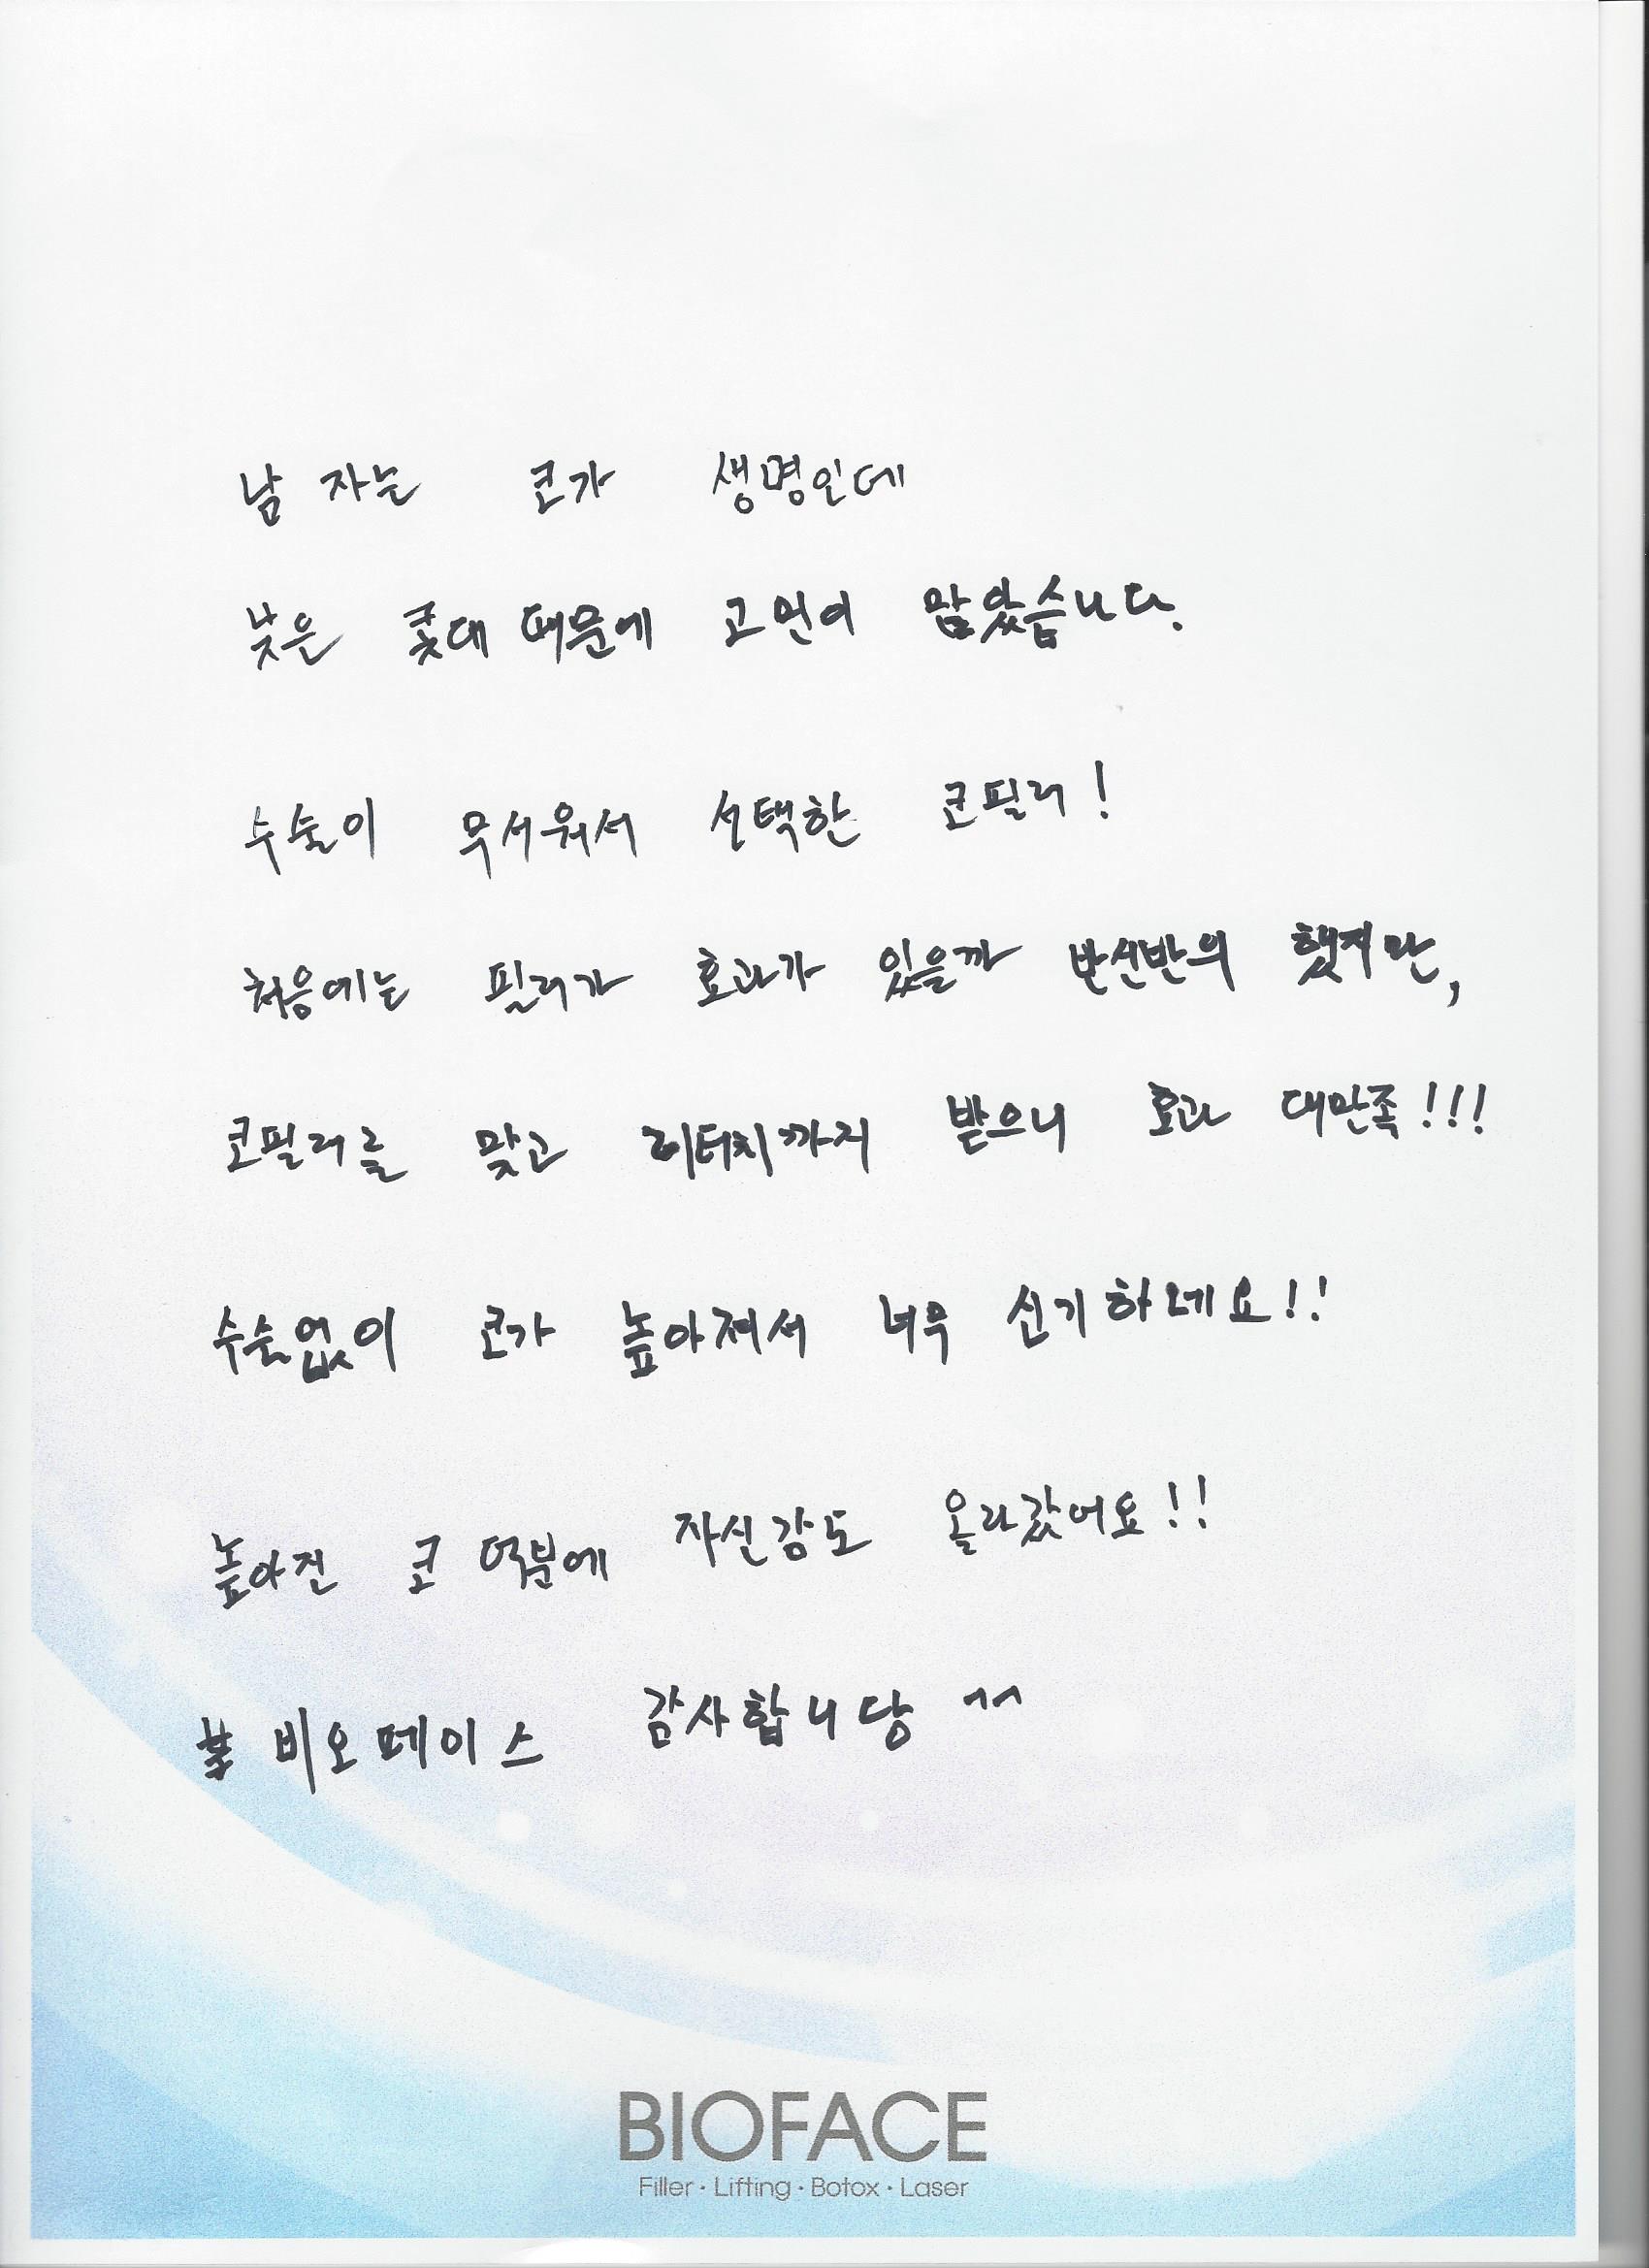 남자는 코가 생명인데
낮은 콧대 때문에 고민이 많았습니다.
수술이 무서워서 선택한 코필러!
처음에는 필러가 효과가 있을까 반신반의 했지만,
코필러를 맞고 리터치까지 받으니 효과 대만족!!!
수술없이 코가 높아져서 너무 신기하네요!!
높아진 코 덕분에 자신감도 올라갔어요!!
# 비오페이스 감사합니당 ^^
BIOFACE
Filler · Lifting · Botox · Laser